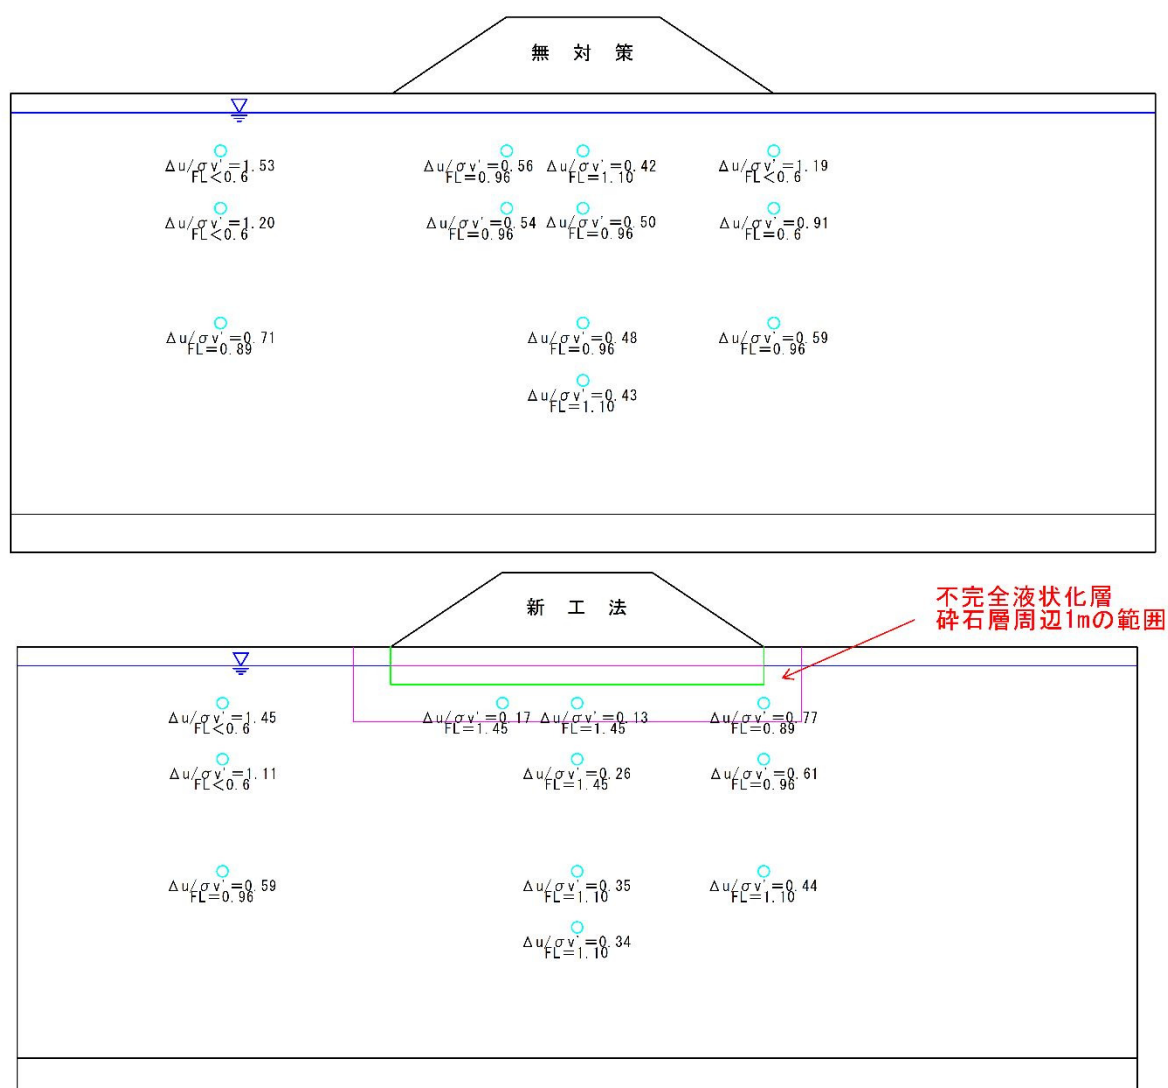 無 対 策
Δu/σv'=1.53
FL<0.6
Δu/σv'=0.56
FL=0.96
Δu/σv'=0.42
FL=1.10
Δu/σv'=1.19
FL<0.6
Δu/σv'=1.20
FL<0.6
Δu/σv'=0.54
FL=0.96
Δu/σv'=0.50
FL=0.96
Δu/σv'=0.91
FL=0.6
Δu/σv'=0.71
FL=0.89
Δu/σv'=0.48
FL=0.96
Δu/σv'=0.59
FL=0.96
Δu/σv'=0.43
FL=1.10
新 工 法
不完全液状化層
砕石層周辺1mの範囲
Δu/σv'=1.45
FL<0.6
Δu/σv'=0.17
FL=1.45
Δu/σv'=0.13
FL=1.45
Δu/σv'=0.77
FL=0.89
Δu/σv'=1.11
FL<0.6
Δu/σv'=0.26
FL=1.45
Δu/σv'=0.61
FL=0.96
Δu/σv'=0.59
FL=0.96
Δu/σv'=0.35
FL=1.10
Δu/σv'=0.44
FL=1.10
Δu/σv'=0.34
FL=1.10